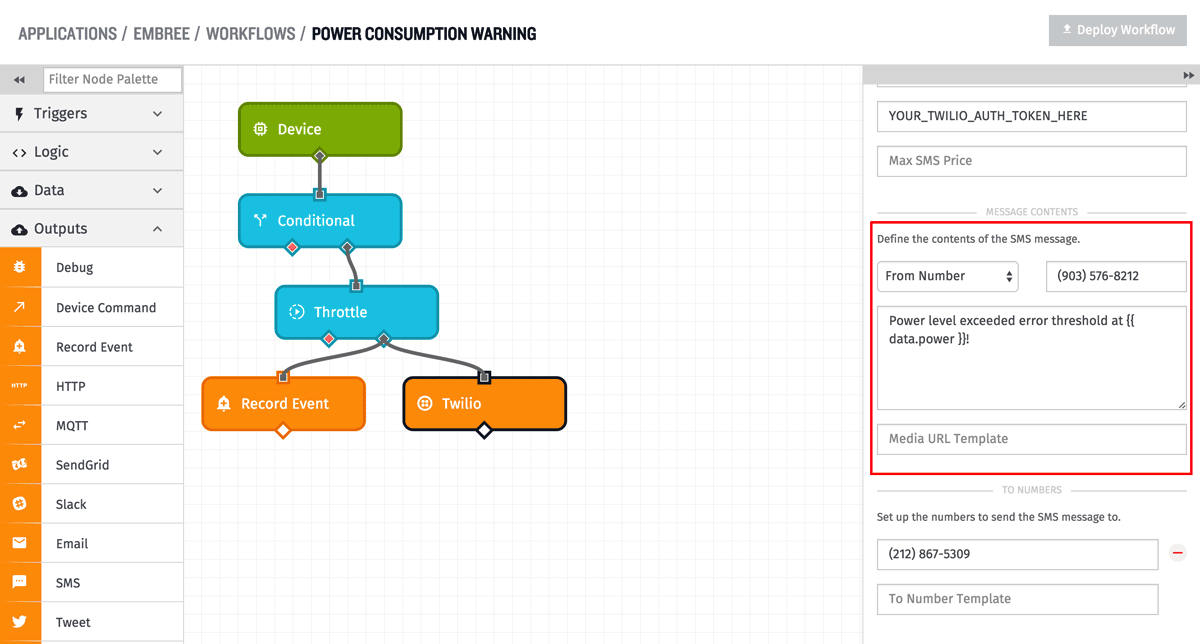 APPLICATIONS / EMBREE / WORKFLOWS / POWER CONSUMPTION WARNING
Deploy Workflow
Filter Node Palette
Triggers
Logic
Data
Outputs
Debug
Device Command
Record Event
HTTP
HTTP
MQTT
SendGrid
Slack
Email
SMS
Tweet
Device
Conditional
Throttle
Record Event
Twilio
YOUR_TWILIO_AUTH_TOKEN_HERE
Max SMS Price
MESSAGE CONTENTS
Define the contents of the SMS message.
From Number
(903) 576-8212
Power level exceeded error threshold at {{
data.power }}!
Media URL Template
TO NUMBERS
Set up the numbers to send the SMS message to.
(212) 867-5309
To Number Template